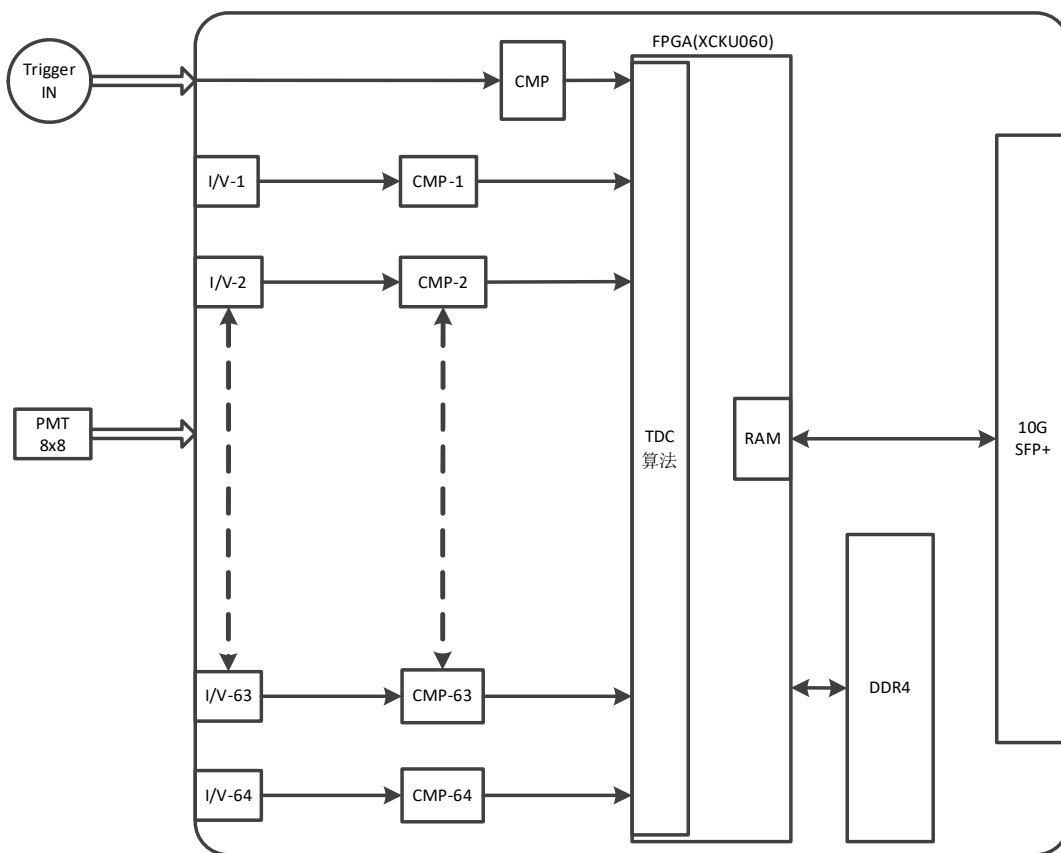 FPGA(XCKU060)
Trigger
IN
CMP
I/V-1
CMP-1
I/V-2
CMP-2
PMT
8x8
TDC
算法
RAM
10G
SFP+
I/V-63
CMP-63
DDR4
I/V-64
CMP-64